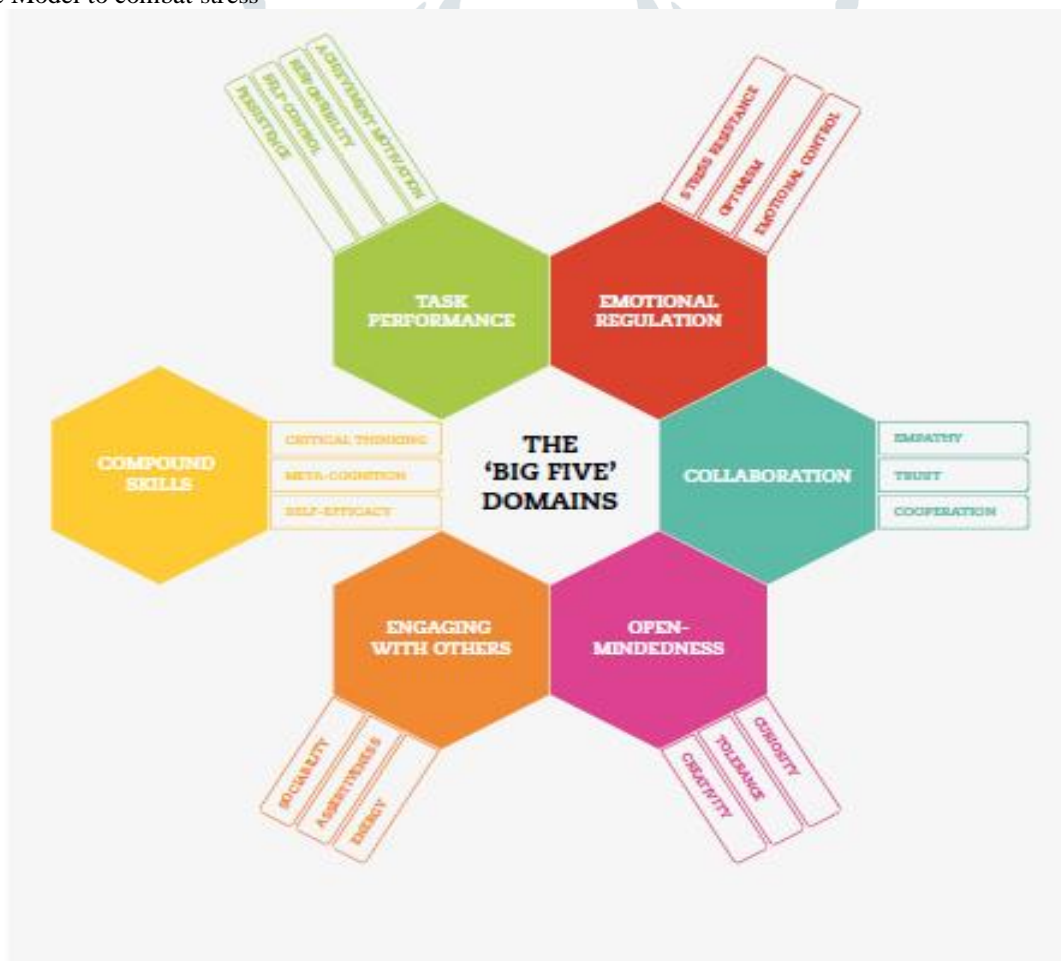 Model to combat stress
ACHIEVEMENT MOTIVATION
RESPONSIBILITY
SELF-CONTROL
PERSISTENCE
STRESS RESISTANCE
OPTIMISM
EMOTIONAL CONTROL
TASK
PERFORMANCE
EMOTIONAL
REGULATION
COMPOUND
SKILLS
CRITICAL THINKING
META-COGNITION
SELF-EFFICACY
THE
‘BIG FIVE’
DOMAINS
COLLABORATION
EMPATHY
TRUST
COOPERATION
ENGAGING
WITH OTHERS
OPEN-
MINDEDNESS
SOCIABILITY
ASSERTIVENESS
ENERGY
CREATIVITY
TOLERANCE
CURIOSITY